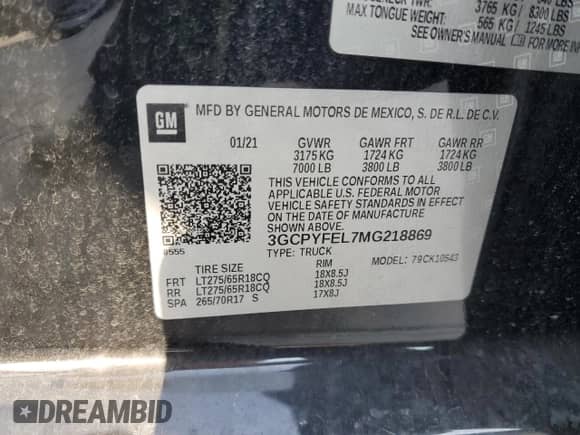 3765 KG / 8300 LBS
MAX TONGUE WEIGHT: 565 KG / 1245 LBS
SEE OWNER'S MANUAL
GM
MFD BY GENERAL MOTORS DE MEXICO, S. DE R.L. DE C.V.
01/21 GVWR GAWR FRT GAWR RR
3175 KG 1724 KG 1724 KG
7000 LB 3800 LB 3800 LB
THIS VEHICLE CONFORMS TO ALL
APPLICABLE U.S. FEDERAL MOTOR
VEHICLE SAFETY STANDARDS IN EFFECT
ON THE DATE OF MANUFACTURE SHOWN ABOVE.
3GCPYFEL7MG218869
TYPE: TRUCK MODEL: 79CK10543
TIRE SIZE RIM
FRT LT275/65R18CQ 18X8.5J
RR LT275/65R18CQ 18X8.5J
SPA 265/70R17 S 17X8J
DREAMBID